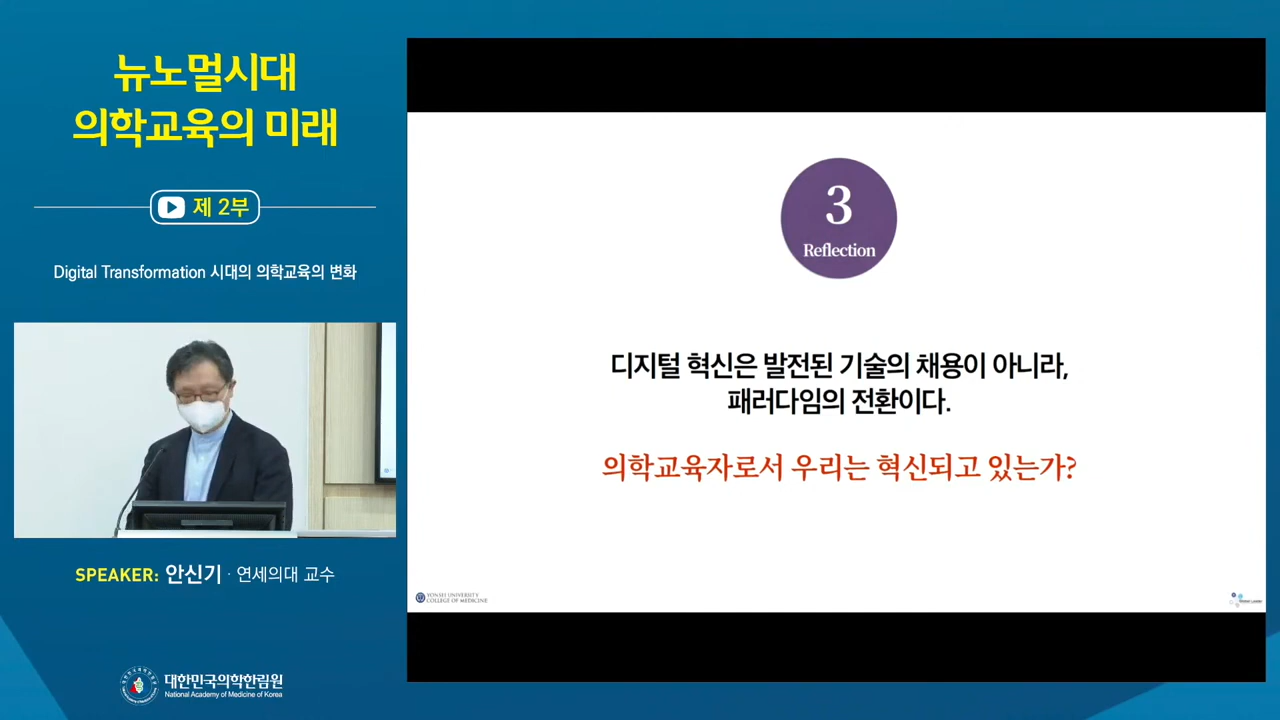 뉴노멀시대
의학교육의 미래
제 2부
Digital Transformation 시대의 의학교육의 변화
SPEAKER: 안신기 · 연세의대 교수
대한민국의학한림원
National Academy of Medicine of Korea
3
Reflection
디지털 혁신은 발전된 기술의 채용이 아니라,
패러다임의 전환이다.
의학교육자로서 우리는 혁신되고 있는가?
YONSEI UNIVERSITY
COLLEGE OF MEDICINE